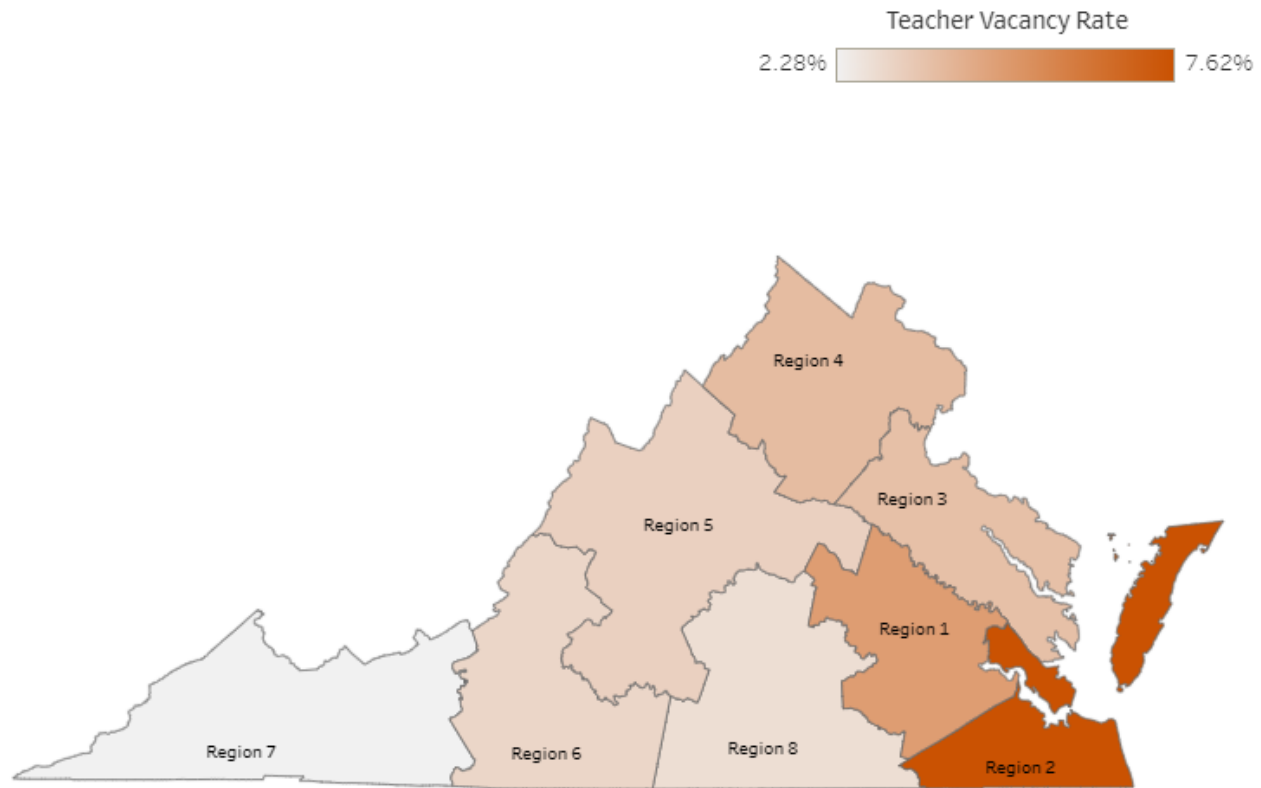 Teacher Vacancy Rate
2.28% 7.62%
Region 4
Region 3
Region 5
Region 1
Region 7
Region 6
Region 8
Region 2